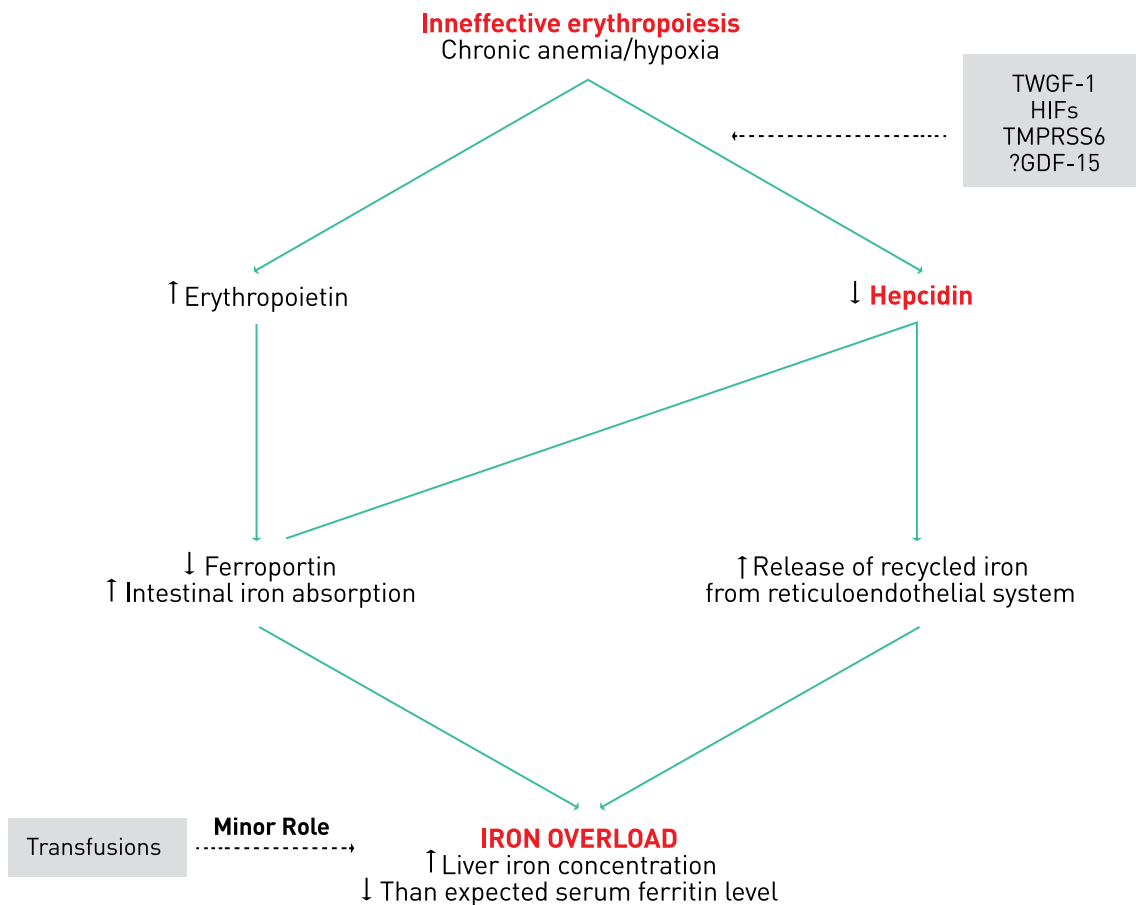 Inneffective erythropoiesis
Chronic anemia/hypoxia
TWGF-1
HIFs
TMPRSS6
?GDF-15
↑ Erythropoietin
↓ Hepcidin
↓ Ferroportin
↑ Intestinal iron absorption
↑ Release of recycled iron
from reticuloendothelial system
Transfusions
Minor Role
IRON OVERLOAD
↑ Liver iron concentration
↓ Than expected serum ferritin level